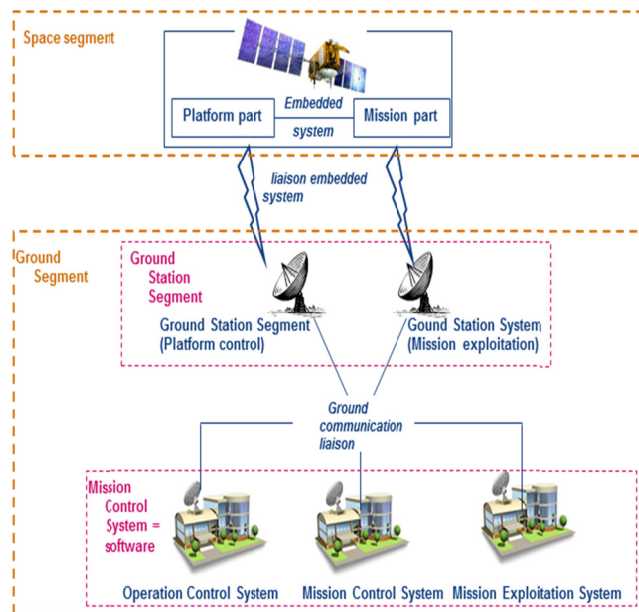 Space segment
Embedded
system
Platform part
Mission part
liaison embedded
system
Ground
Segment
Ground
Station
Segment
Ground Station Segment
(Platform control)
Gound Station System
(Mission exploitation)
Ground
communication
liaison
Mission
Control
System =
software
Operation Control System
Mission Control System
Mission Exploitation System